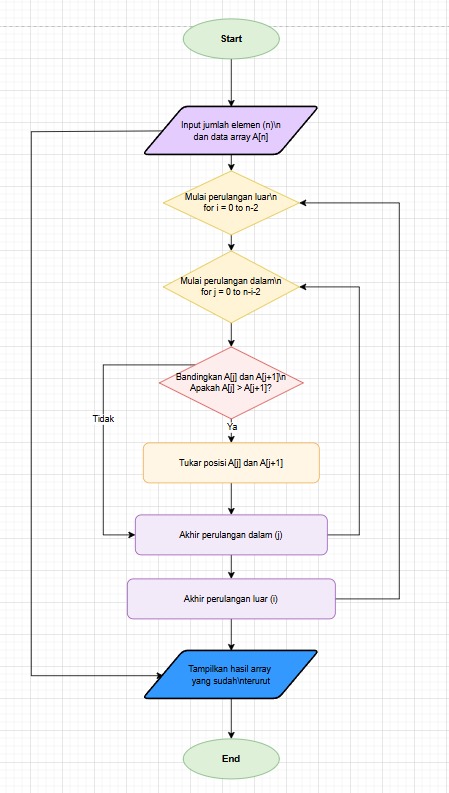 Start
Input jumlah elemen (n)\n
dan data array A[n]
Mulai perulangan luar\n
for i = 0 to n-2
Mulai perulangan dalam\n
for j = 0 to n-i-2
Bandingkan A[j] dan A[j+1]\n
Apakah A[j] > A[j+1]?
Tidak
Ya
Tukar posisi A[j] dan A[j+1]
Akhir perulangan dalam (j)
Akhir perulangan luar (i)
Tampilkan hasil array
yang sudah\nterurut
End